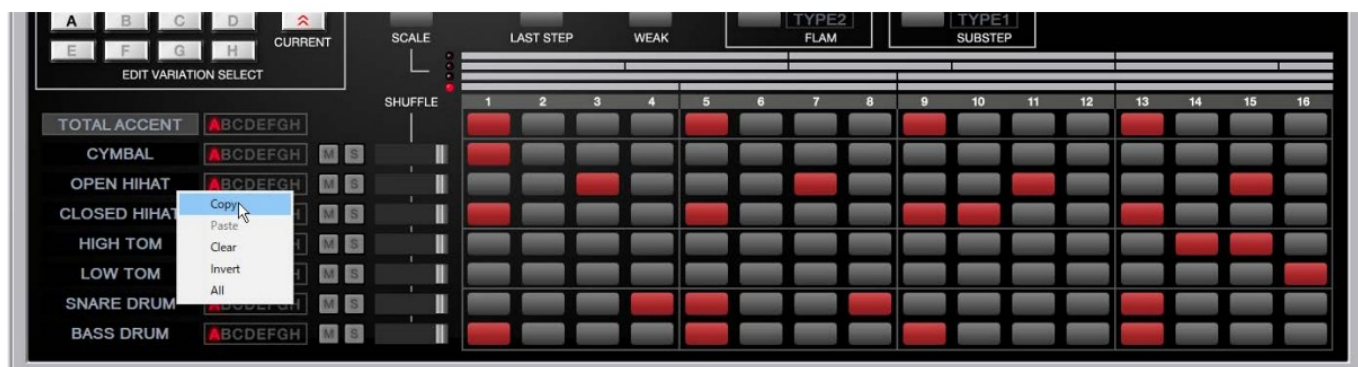 A B C D
E F G H
CURRENT
EDIT VARIATION SELECT
SCALE
LAST STEP
WEAK
TYPE2
FLAM
TYPE1
SUBSTEP
SHUFFLE
1 2 3 4 5 6 7 8 9 10 11 12 13 14 15 16
TOTAL ACCENT ABCDEFGH
CYMBAL ABCDEFGH M S
OPEN HIHAT ABCDEFGH M S
CLOSED HIHAT H M S
HIGH TOM H M S
LOW TOM H M S
SNARE DRUM ABCDEFGH M S
BASS DRUM ABCDEFGH M S
Copy
Paste
Clear
Invert
All